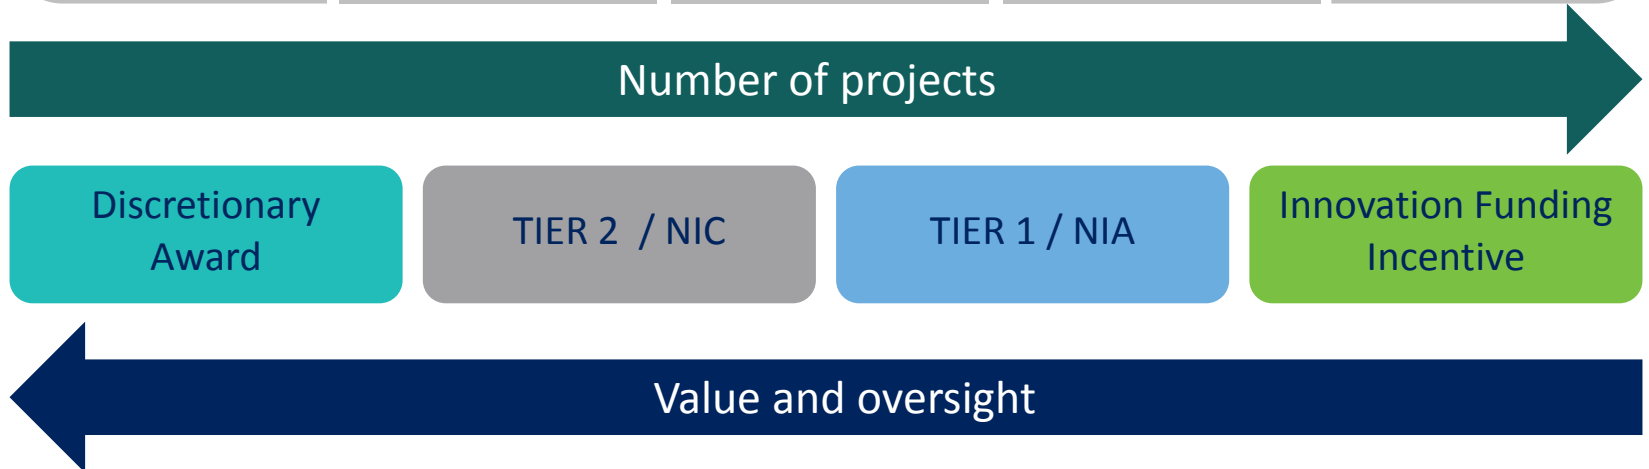 Number of projects
Discretionary
Award
TIER 2 / NIC
TIER 1 / NIA
Innovation Funding
Incentive
Value and oversight